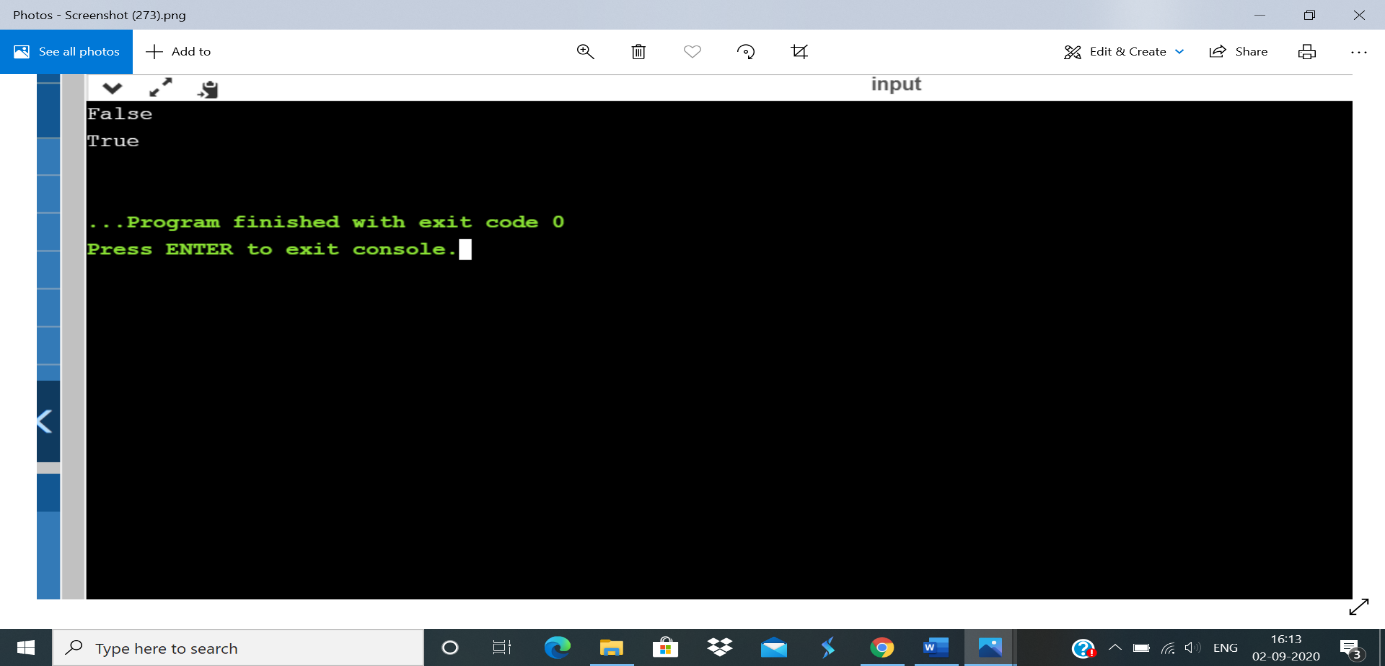 Photos - Screenshot (273).png
See all photos
Add to
Edit & Create
Share
input
False
True
...Program finished with exit code 0
Press ENTER to exit console.
Type here to search
W
ENG
16:13
02-09-2020
3